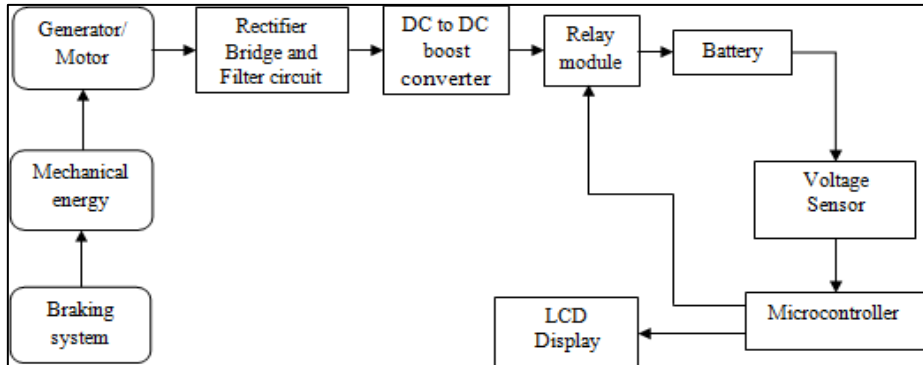 Generator/
Motor
Rectifier
Bridge and
Filter circuit
DC to DC
boost
converter
Relay
module
Battery
Mechanical
energy
Voltage
Sensor
Braking
system
LCD
Display
Microcontroller